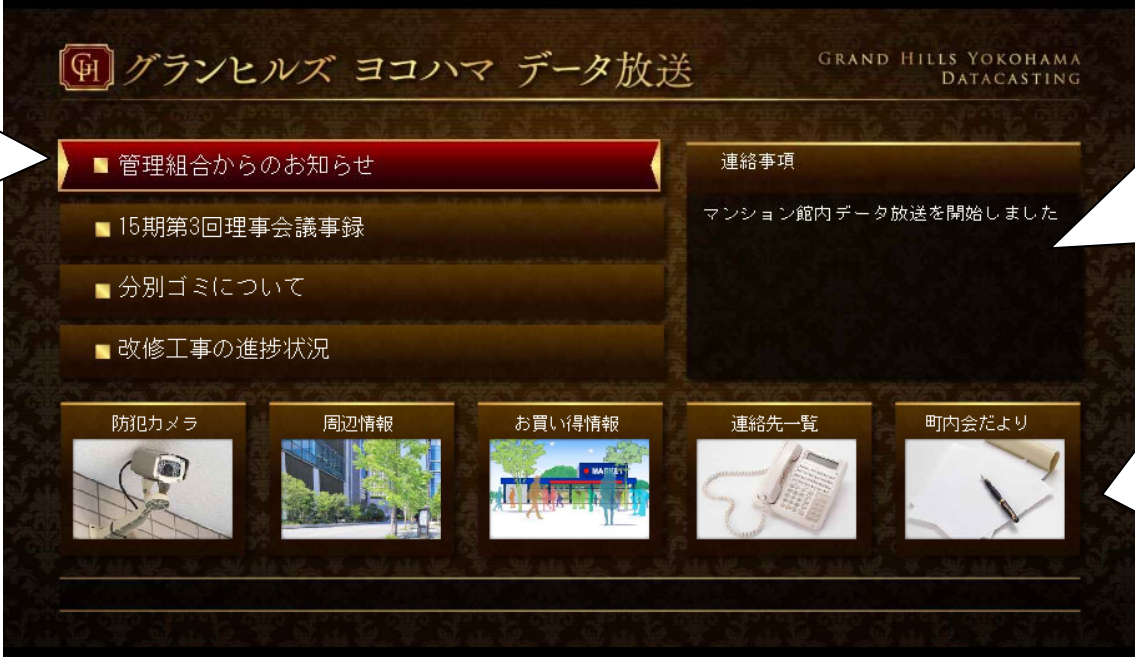 GH
グランヒルズ ヨコハマ データ放送
GRAND HILLS YOKOHAMA
DATACASTING
管理組合からのお知らせ
15期第3回理事会議事録
分別ゴミについて
改修工事の進捗状況
連絡事項
マンション館内データ放送を開始しました
防犯カメラ
周辺情報
お買い得情報
連絡先一覧
町内会だより
MARKET